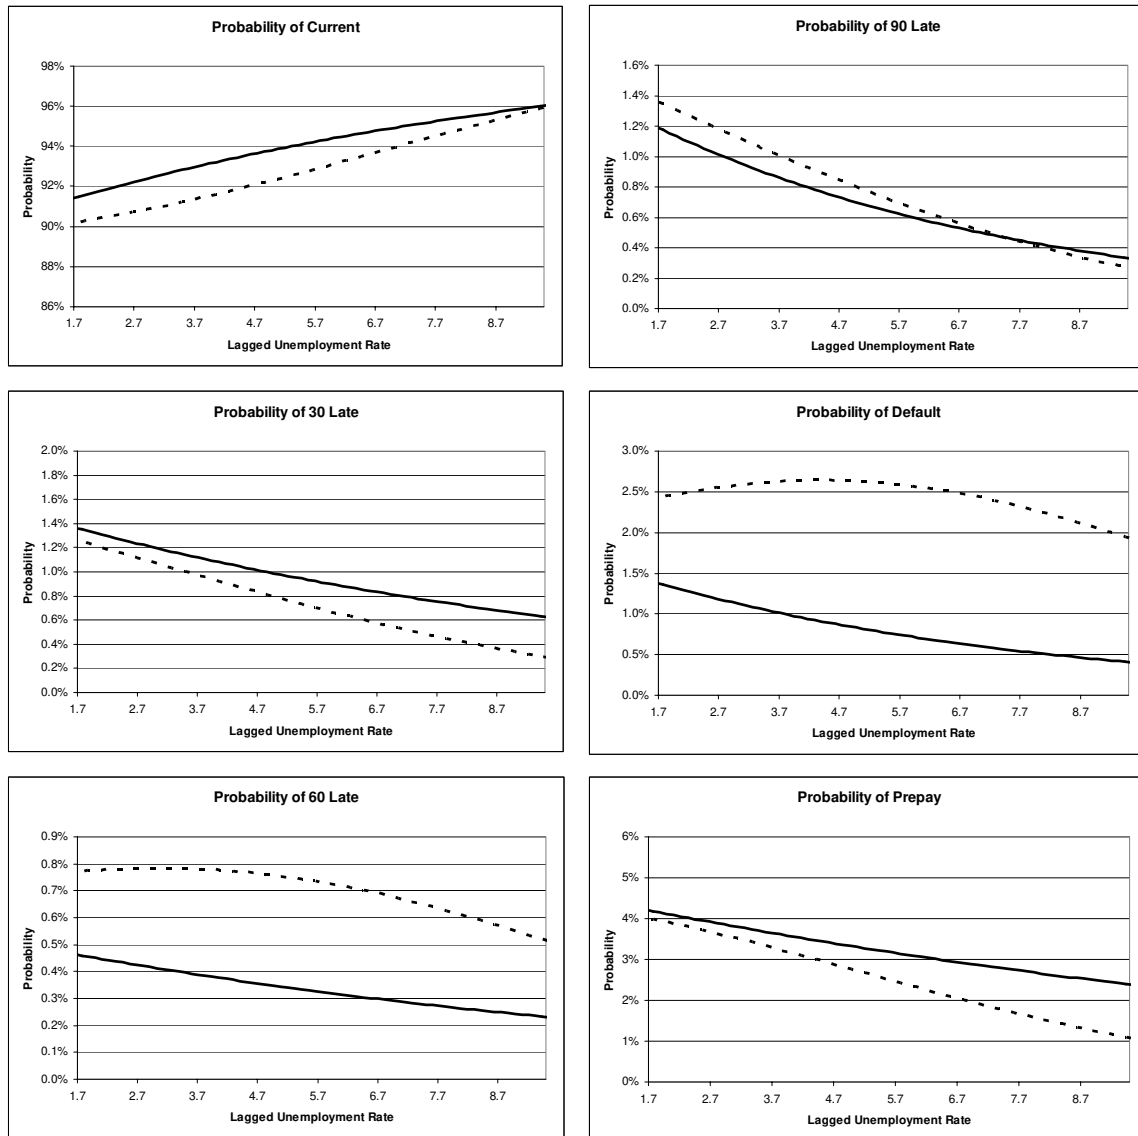 Probability of Current
98%
96%
94%
92%
90%
88%
86%
Probability
1.7 2.7 3.7 4.7 5.7 6.7 7.7 8.7
Lagged Unemployment Rate
Probability of 90 Late
1.6%
1.4%
1.2%
1.0%
0.8%
0.6%
0.4%
0.2%
0.0%
Probability
1.7 2.7 3.7 4.7 5.7 6.7 7.7 8.7
Lagged Unemployment Rate
Probability of 30 Late
2.0%
1.8%
1.6%
1.4%
1.2%
1.0%
0.8%
0.6%
0.4%
0.2%
0.0%
Probability
1.7 2.7 3.7 4.7 5.7 6.7 7.7 8.7
Lagged Unemployment Rate
Probability of Default
3.0%
2.5%
2.0%
1.5%
1.0%
0.5%
0.0%
Probability
1.7 2.7 3.7 4.7 5.7 6.7 7.7 8.7
Lagged Unemployment Rate
Probability of 60 Late
0.9%
0.8%
0.7%
0.6%
0.5%
0.4%
0.3%
0.2%
0.1%
0.0%
Probability
1.7 2.7 3.7 4.7 5.7 6.7 7.7 8.7
Lagged Unemployment Rate
Probability of Prepay
6%
5%
4%
3%
2%
1%
0%
Probability
1.7 2.7 3.7 4.7 5.7 6.7 7.7 8.7
Lagged Unemployment Rate